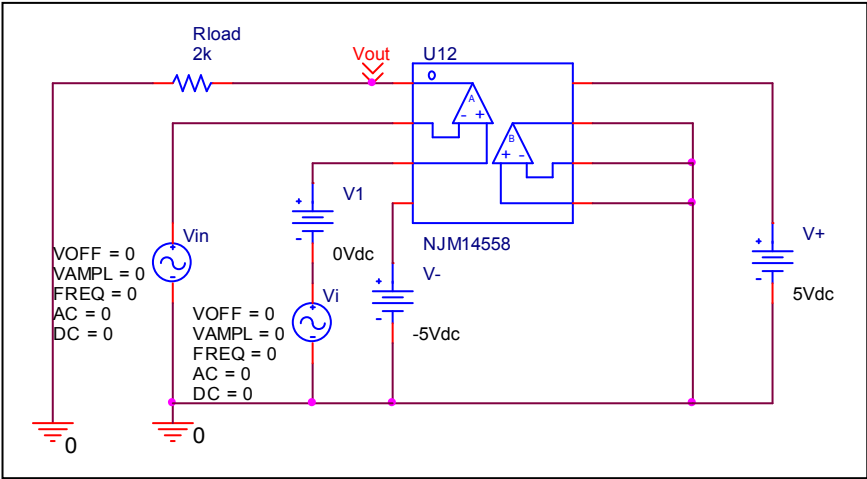 Rload
2k
Vout
U12
A
- +
B
+ -
NJM14558
+
-
V1
0Vdc
+
-
Vin
VOFF = 0
VAMPL = 0
FREQ = 0
AC = 0
DC = 0
+
-
Vi
VOFF = 0
VAMPL = 0
FREQ = 0
AC = 0
DC = 0
+
-
V-
-5Vdc
+
-
V+
5Vdc
0
0